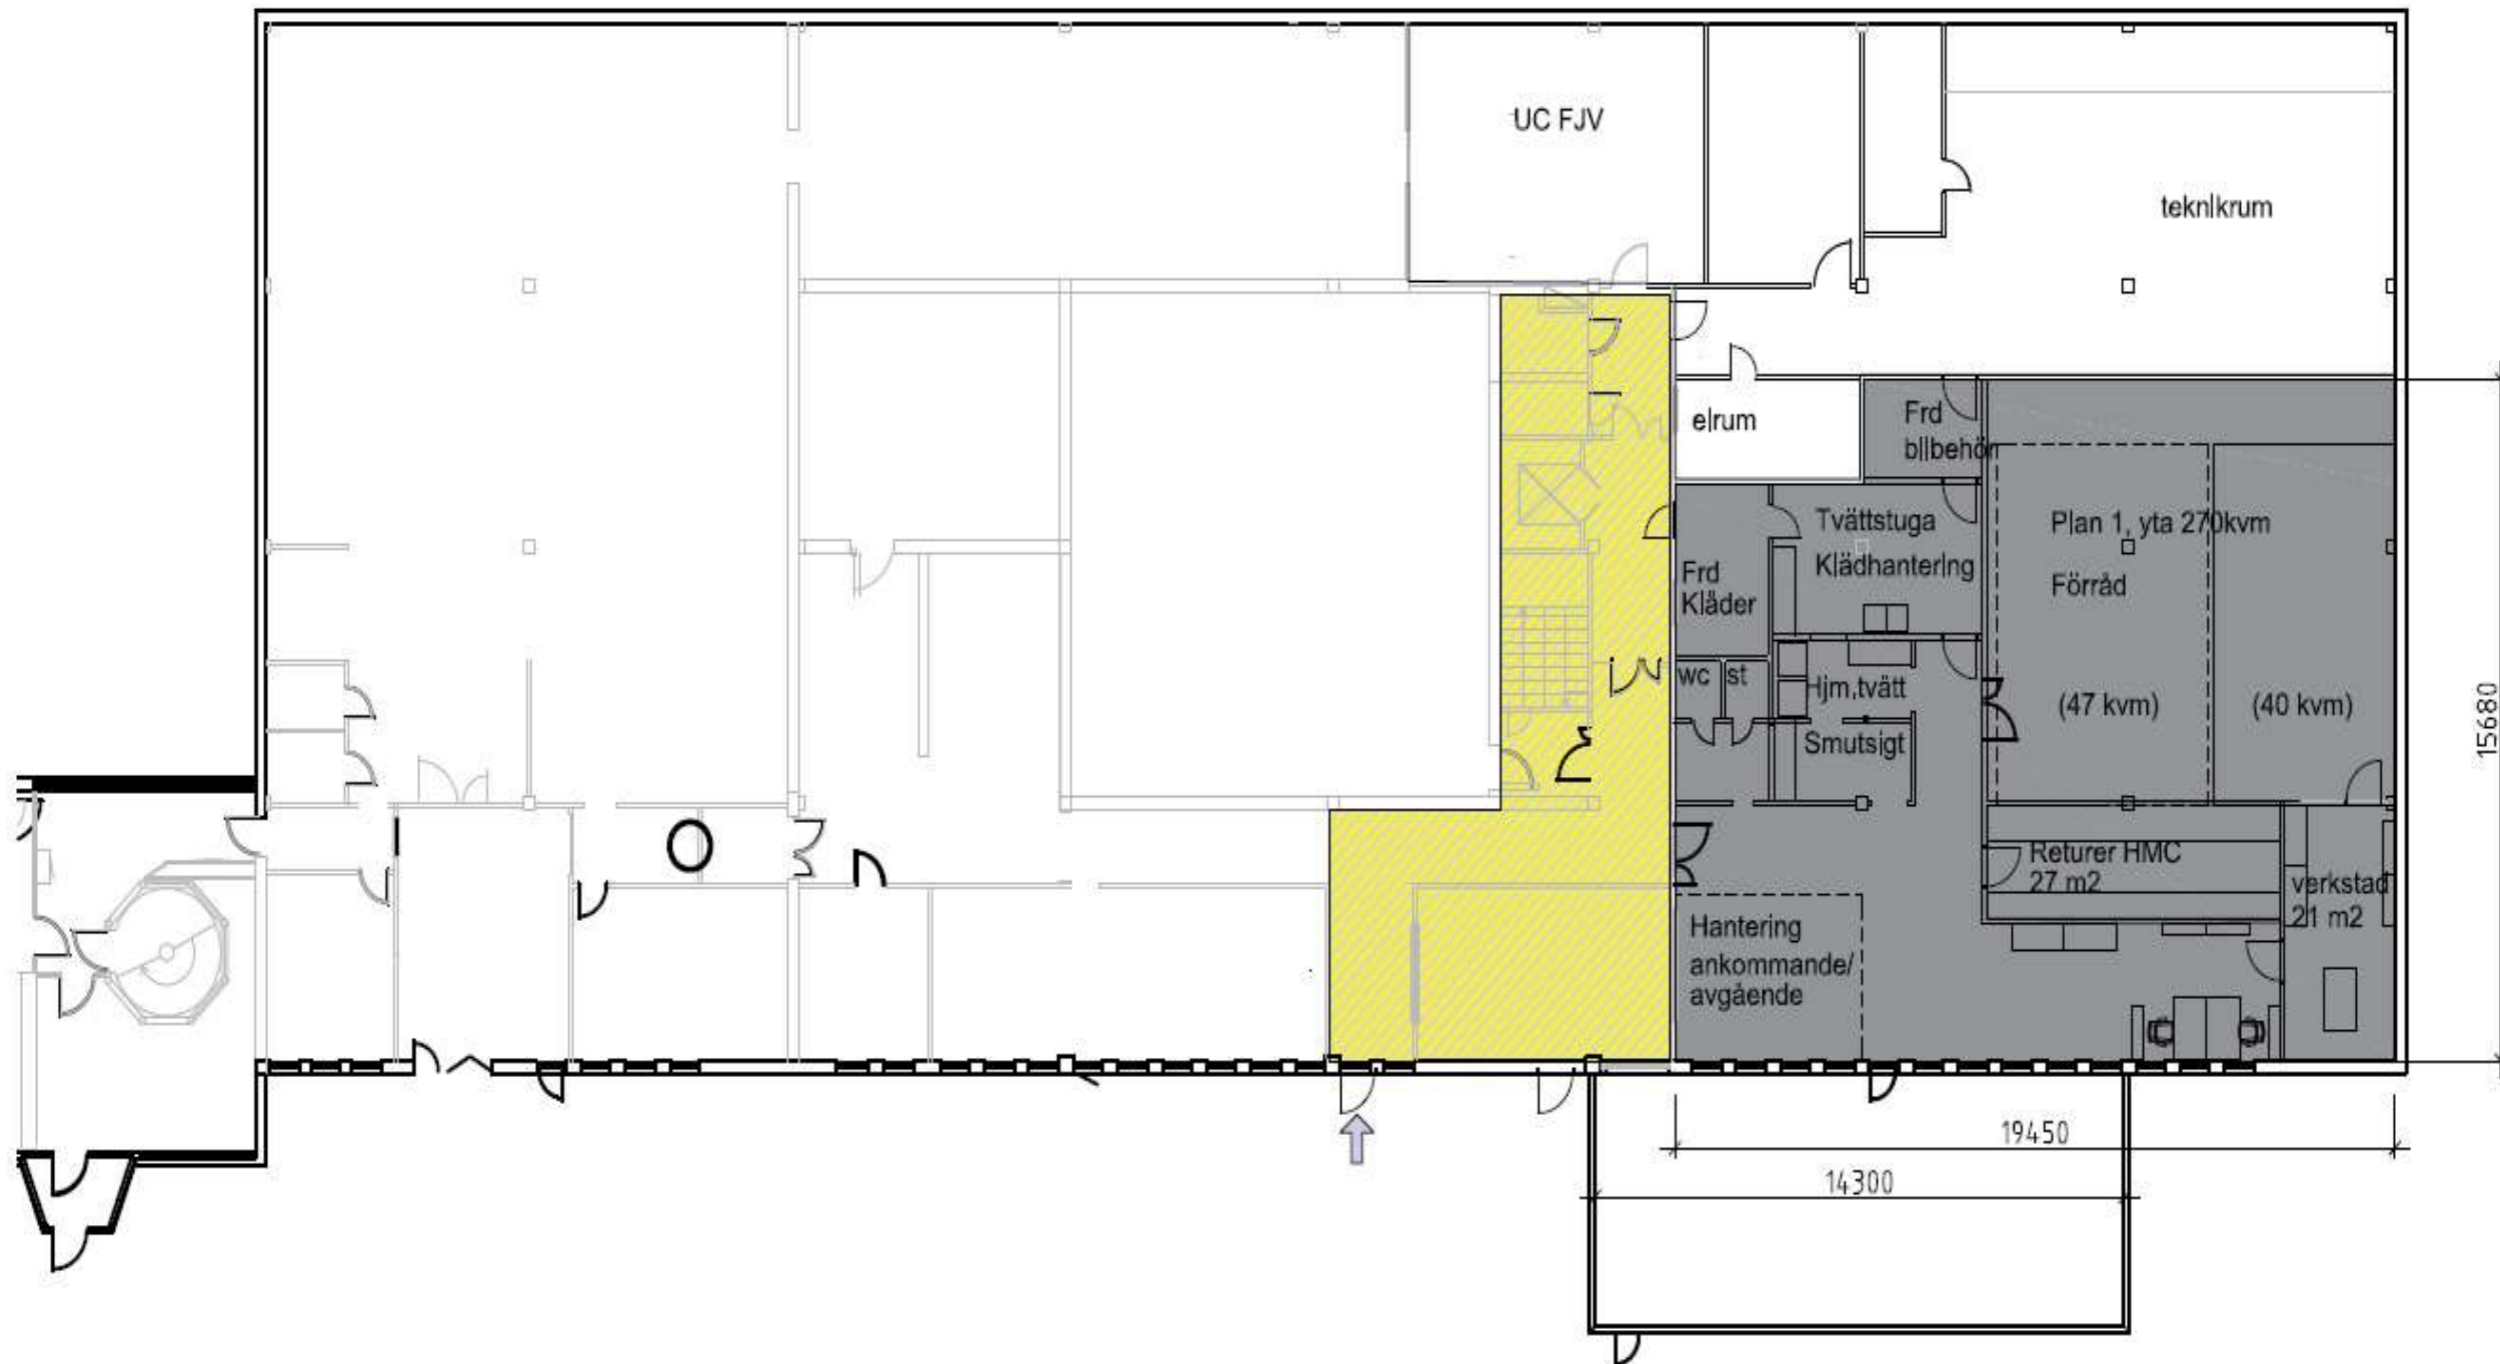 UC FJV
teknikrum
elrum
Frd
bilbehör
Tvättstuga
Klädhantering
Plan 1, yta 270kvm
Förråd
Frd
Kläder
wc
st
Hjm.tvätt
(47 kvm)
(40 kvm)
Smutsigt
15680
Returer HMC
27 m2
verkstad
21 m2
Hantering
ankommande/
avgående
19450
14300